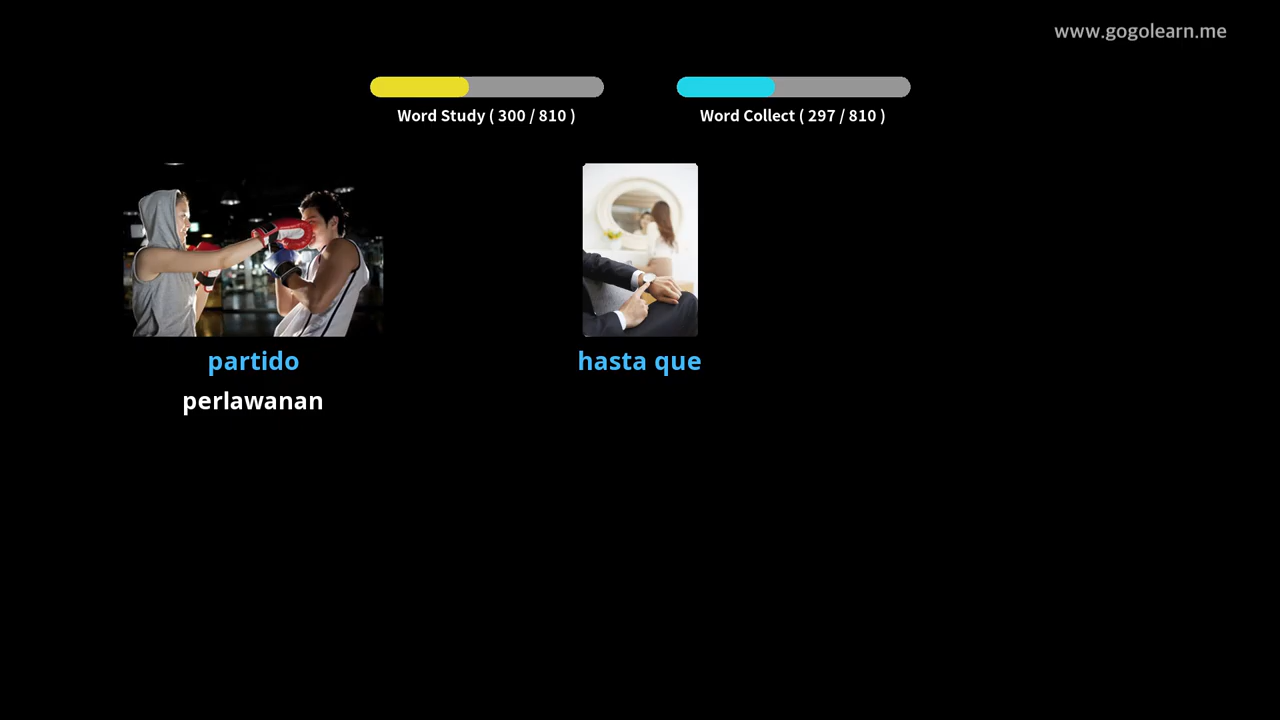 www.gogolearn.me
Word Study ( 300 / 810 )
Word Collect ( 297 / 810 )
partido
hasta que
perlawanan